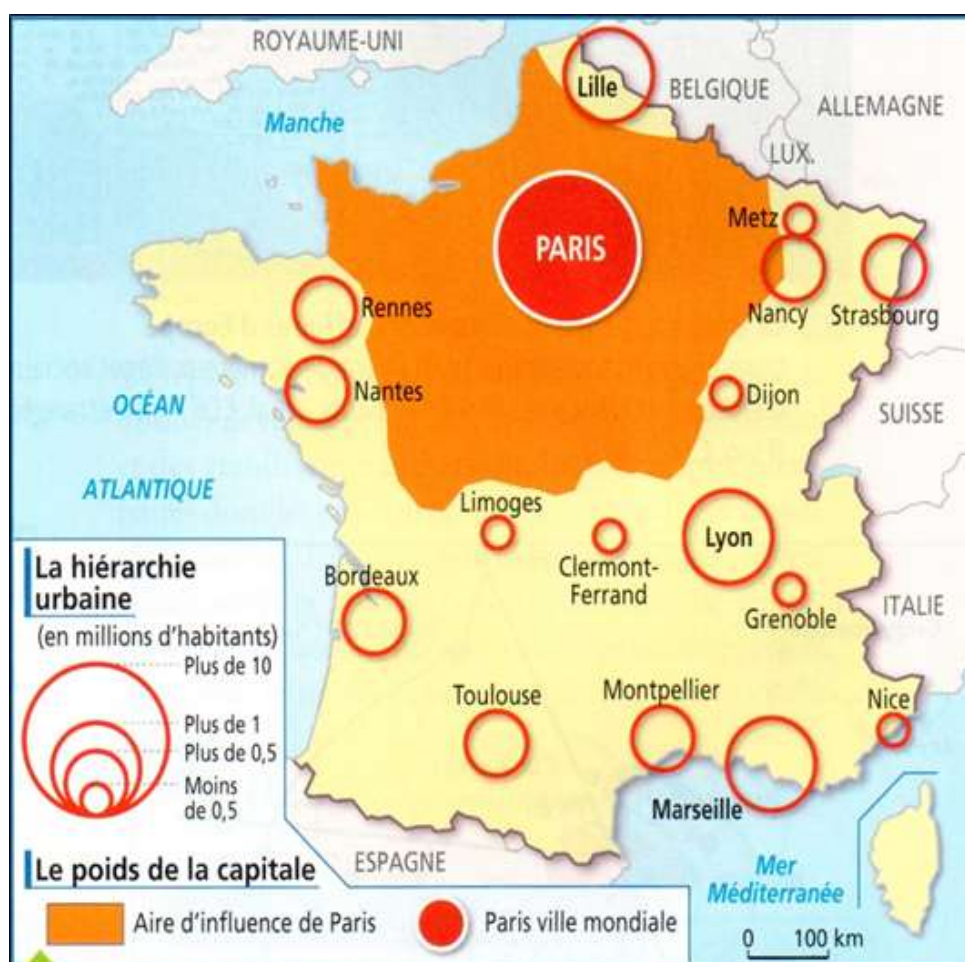 ROYAUME-UNI
Manche
Lille
BELGIQUE
ALLEMAGNE
LUX.
PARIS
Metz
Nancy
Strasbourg
Rennes
Nantes
Dijon
OCÉAN
ATLANTIQUE
SUISSE
Limoges
Clermont-
Ferrand
Lyon
Grenoble
ITALIE
Bordeaux
Toulouse
Montpellier
Marseille
Nice
ESPAGNE
Mer
Méditerranée
La hiérarchie
urbaine
(en millions d'habitants)
Plus de 10
Plus de 1
Plus de 0,5
Moins
de 0,5
Le poids de la capitale
Aire d'influence de Paris
Paris ville mondiale
0 100 km